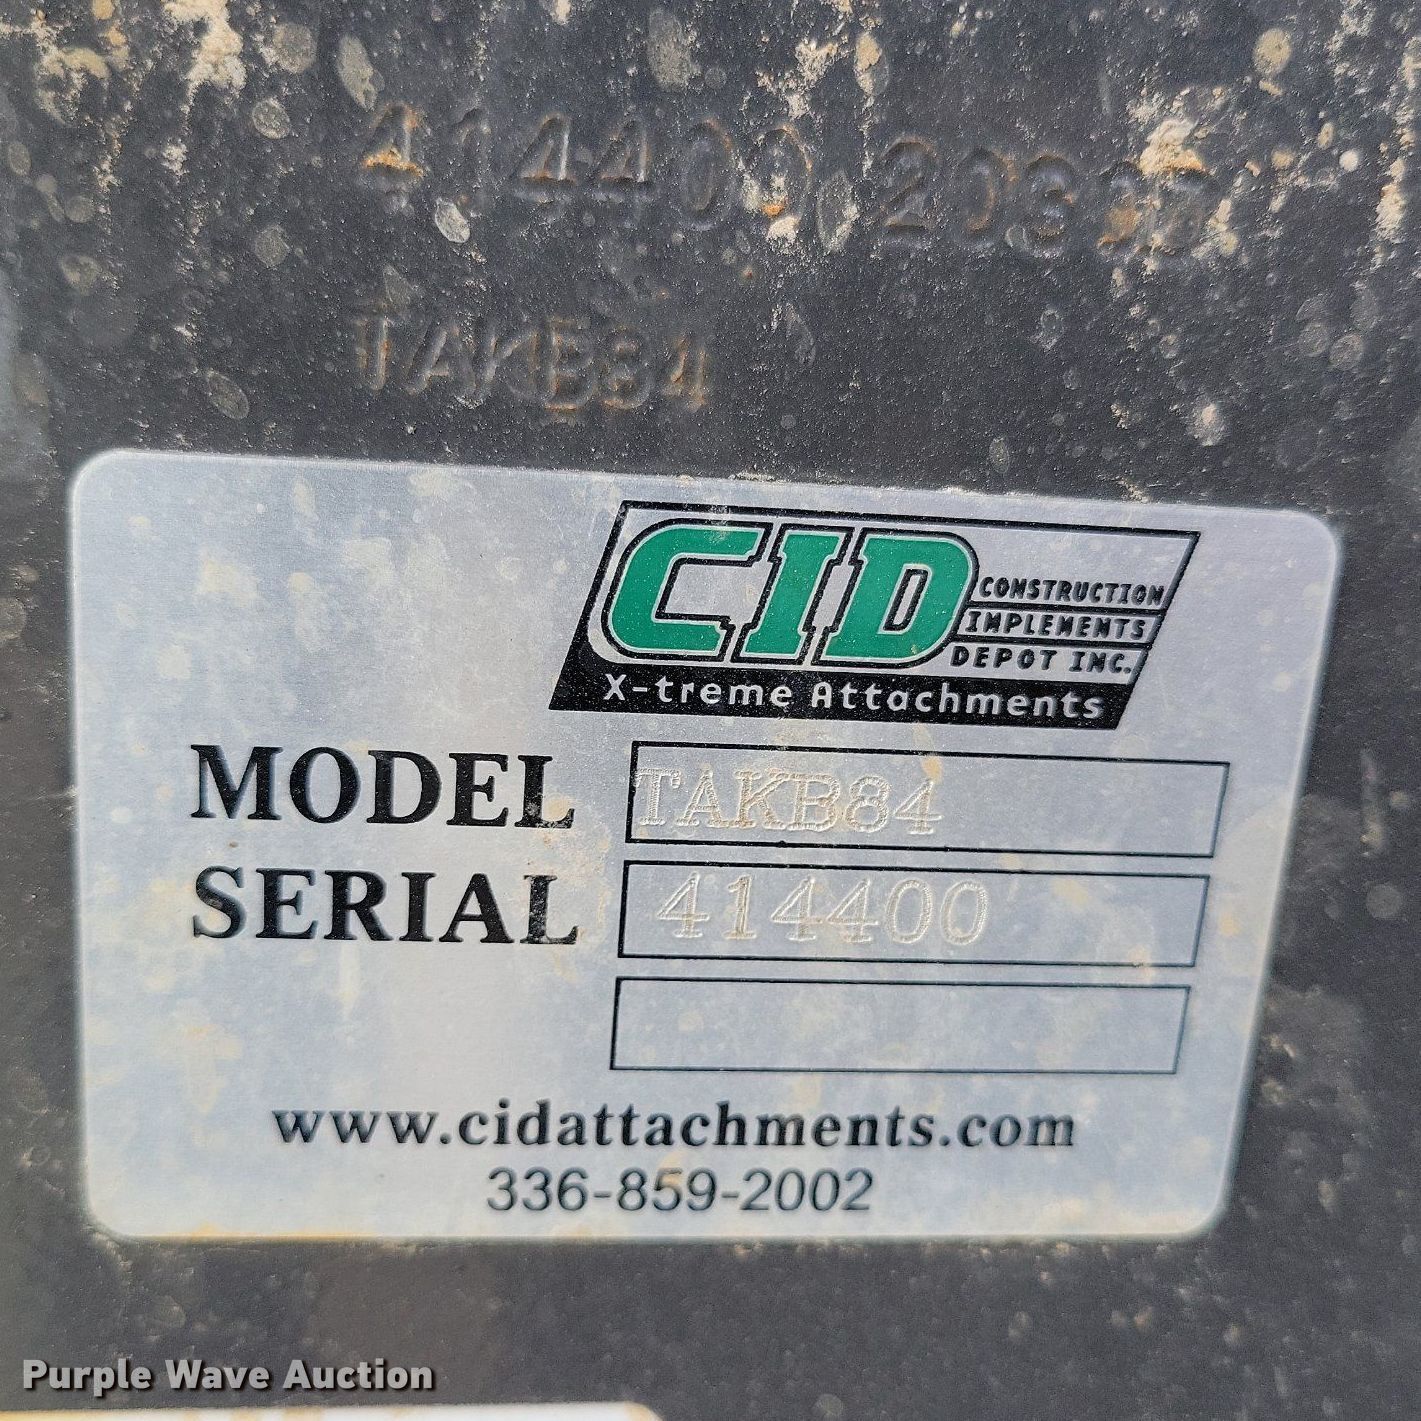 414400
TAKB84
CID
CONSTRUCTION
IMPLEMENTS
DEPOT INC.
X-treme Attachments
MODEL TAKB84
SERIAL 414400
www.cidattachments.com
336-859-2002
Purple Wave Auction